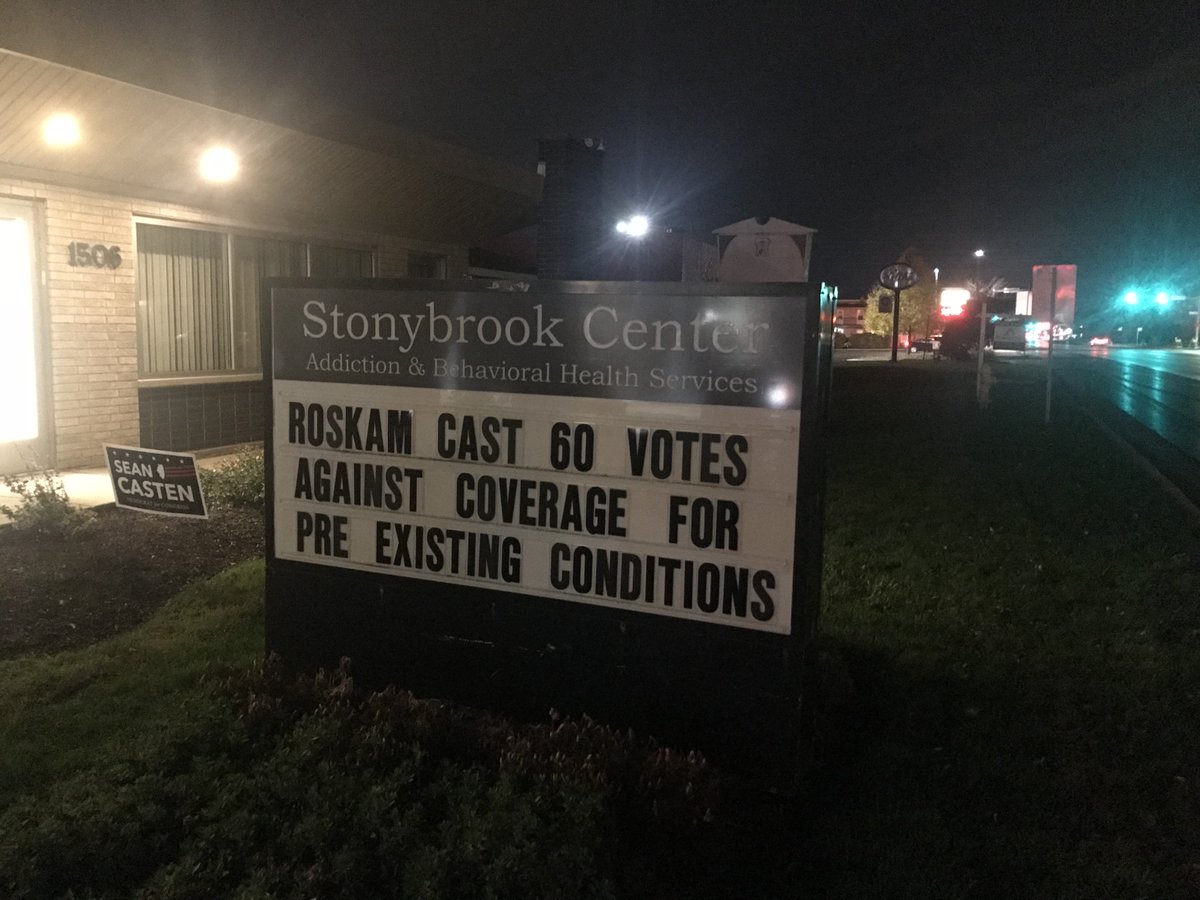 1506
Stonybrook Center
Addiction & Behavioral Health Services
ROSKAM CAST 60 VOTES
AGAINST COVERAGE FOR
PRE EXISTING CONDITIONS
SEAN
CASTEN